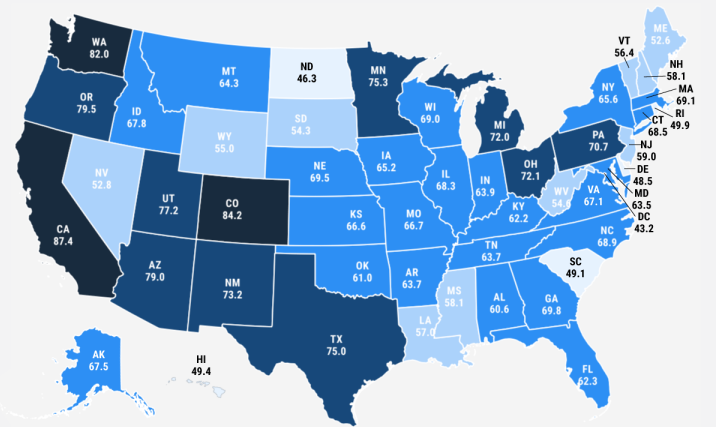 WA
82.0
OR
79.5
CA
87.4
NV
52.8
ID
67.8
MT
64.3
WY
55.0
UT
77.2
CO
84.2
AZ
79.0
NM
73.2
ND
46.3
SD
54.3
NE
69.5
KS
66.6
OK
61.0
TX
75.0
MN
75.3
IA
65.2
MO
66.7
AR
63.7
LA
57.0
WI
69.0
IL
68.3
MI
72.0
IN
63.9
OH
72.1
KY
62.2
TN
63.7
MS
58.1
AL
60.6
GA
69.8
FL
62.3
SC
49.1
NC
68.9
VA
67.1
WV
54.6
PA
70.7
NY
65.6
VT
56.4
ME
52.6
NH
58.1
MA
69.1
RI
49.9
CT
68.5
NJ
59.0
DE
48.5
MD
63.5
DC
43.2
AK
67.5
HI
49.4